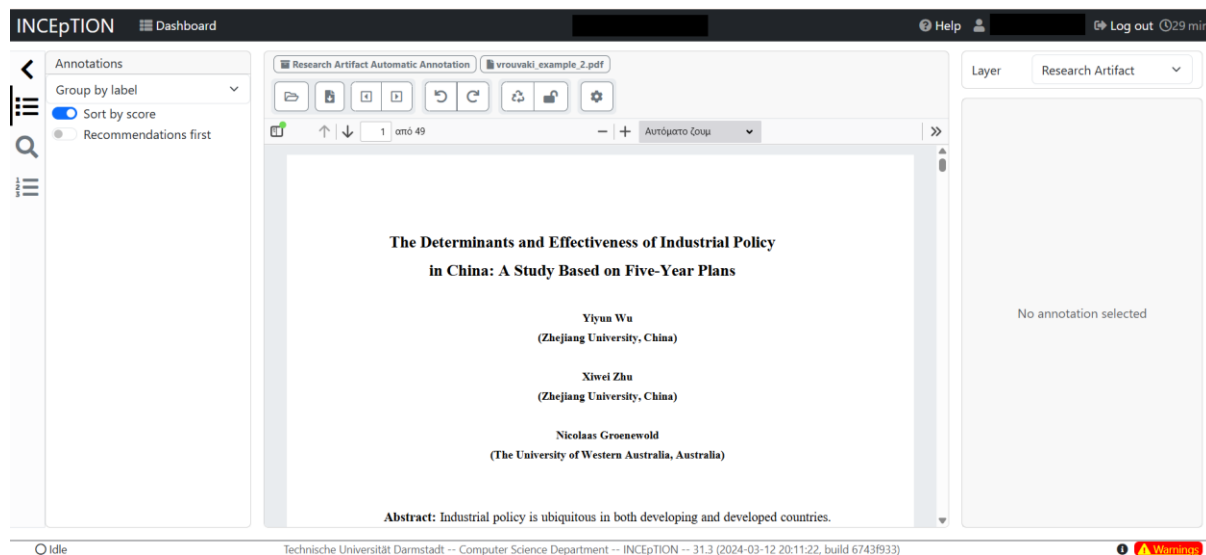 INCEpTION Dashboard Help Log out 29 min
Annotations
Group by label
Sort by score
Recommendations first
Research Artifact Automatic Annotation vrouvaki_example_2.pdf
1 από 49 Αυτόματο ζουμ
The Determinants and Effectiveness of Industrial Policy
in China: A Study Based on Five-Year Plans
Yiyun Wu
(Zhejiang University, China)
Xiwei Zhu
(Zhejiang University, China)
Nicolaas Groenewold
(The University of Western Australia, Australia)
Abstract: Industrial policy is ubiquitous in both developing and developed countries.
Layer Research Artifact
No annotation selected
Idle Technische Universität Darmstadt -- Computer Science Department -- INCEpTION -- 31.3 (2024-03-12 20:11:22, build 6743f933) Warnings